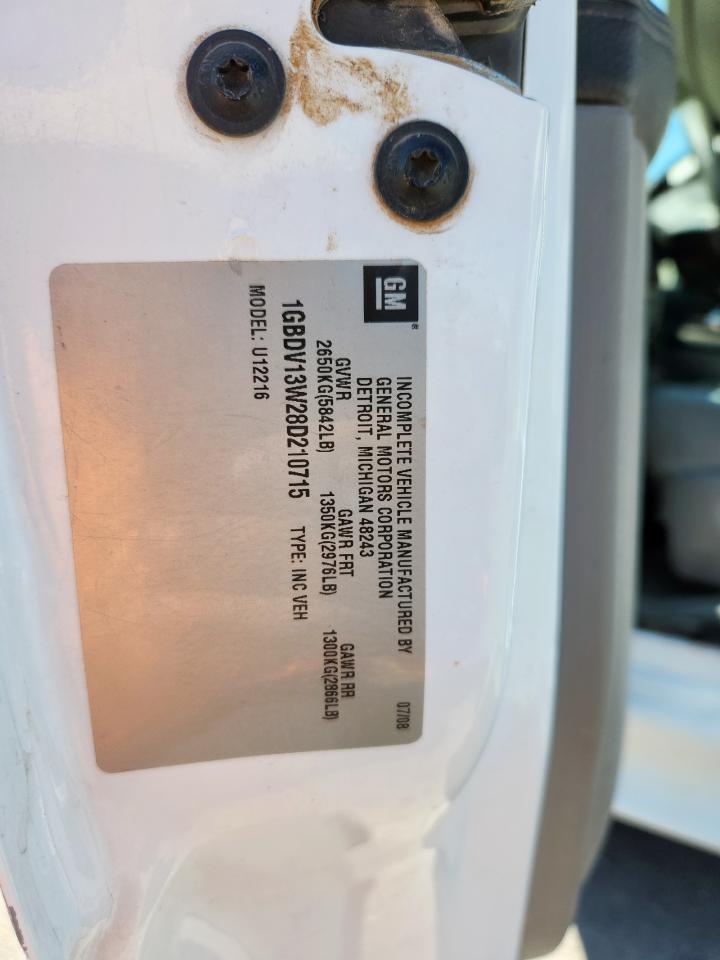 GM®
INCOMPLETE VEHICLE MANUFACTURED BY 07/08
GENERAL MOTORS CORPORATION
DETROIT, MICHIGAN 48243
GVWR GAWR FRT GAWR RR
2650KG(5842LB) 1350KG(2976LB) 1300KG(2866LB)
1GBDV13W28D210715 TYPE: INC VEH
MODEL: U12216